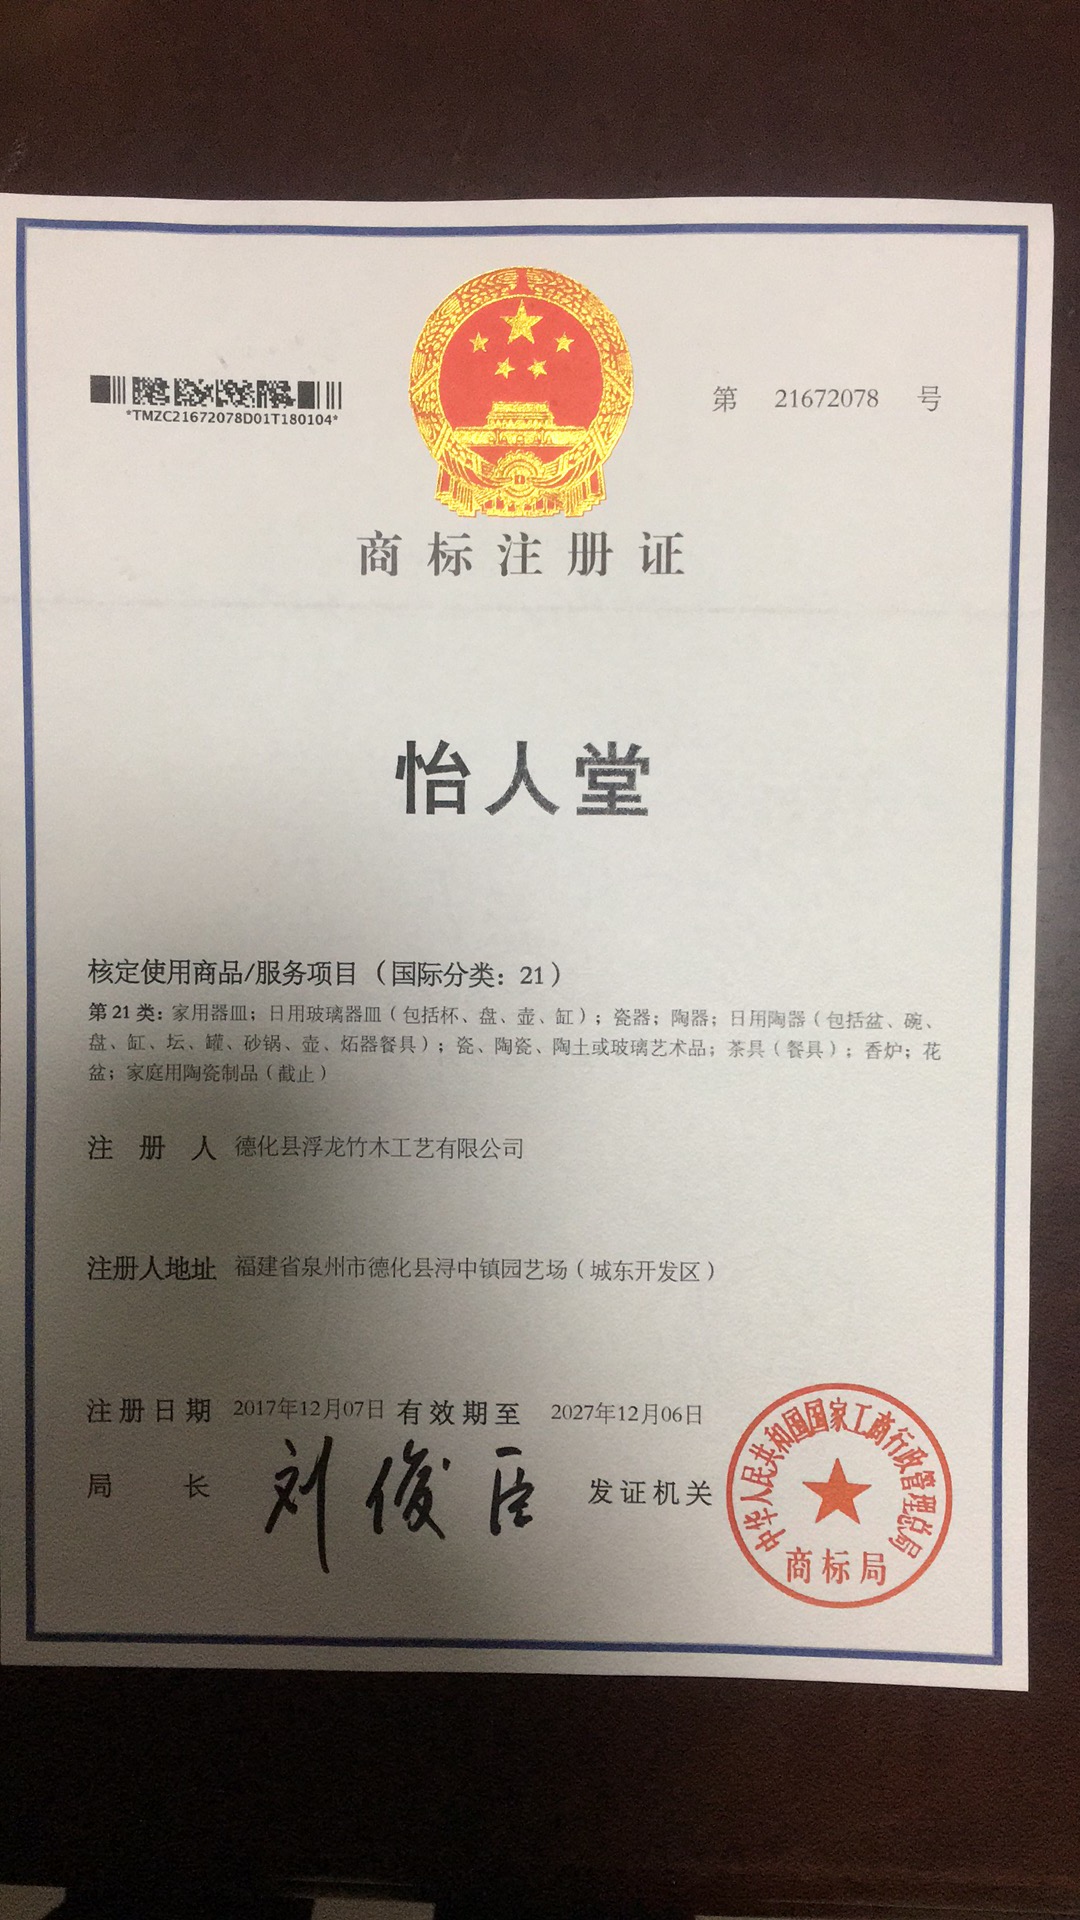 *TMZC21672078D01T180104*
第 21672078 号
商标注册证
怡人堂
核定使用商品/服务项目（国际分类：21）
第21类：家用器皿；日用玻璃器皿（包括杯、盘、壶、缸）；瓷器；陶器；日用陶器（包括盆、碗、
盘、缸、坛、罐、砂锅、壶、炻器餐具）；瓷、陶瓷、陶土或玻璃艺术品；茶具（餐具）；香炉；花
盆；家庭用陶瓷制品（截止）
注册人 德化县浮龙竹木工艺有限公司
注册人地址 福建省泉州市德化县浔中镇园艺场（城东开发区）
注册日期 2017年12月07日 有效期至 2027年12月06日
局长 刘俊臣 发证机关
中华人民共和国国家工商行政管理总局
商标局